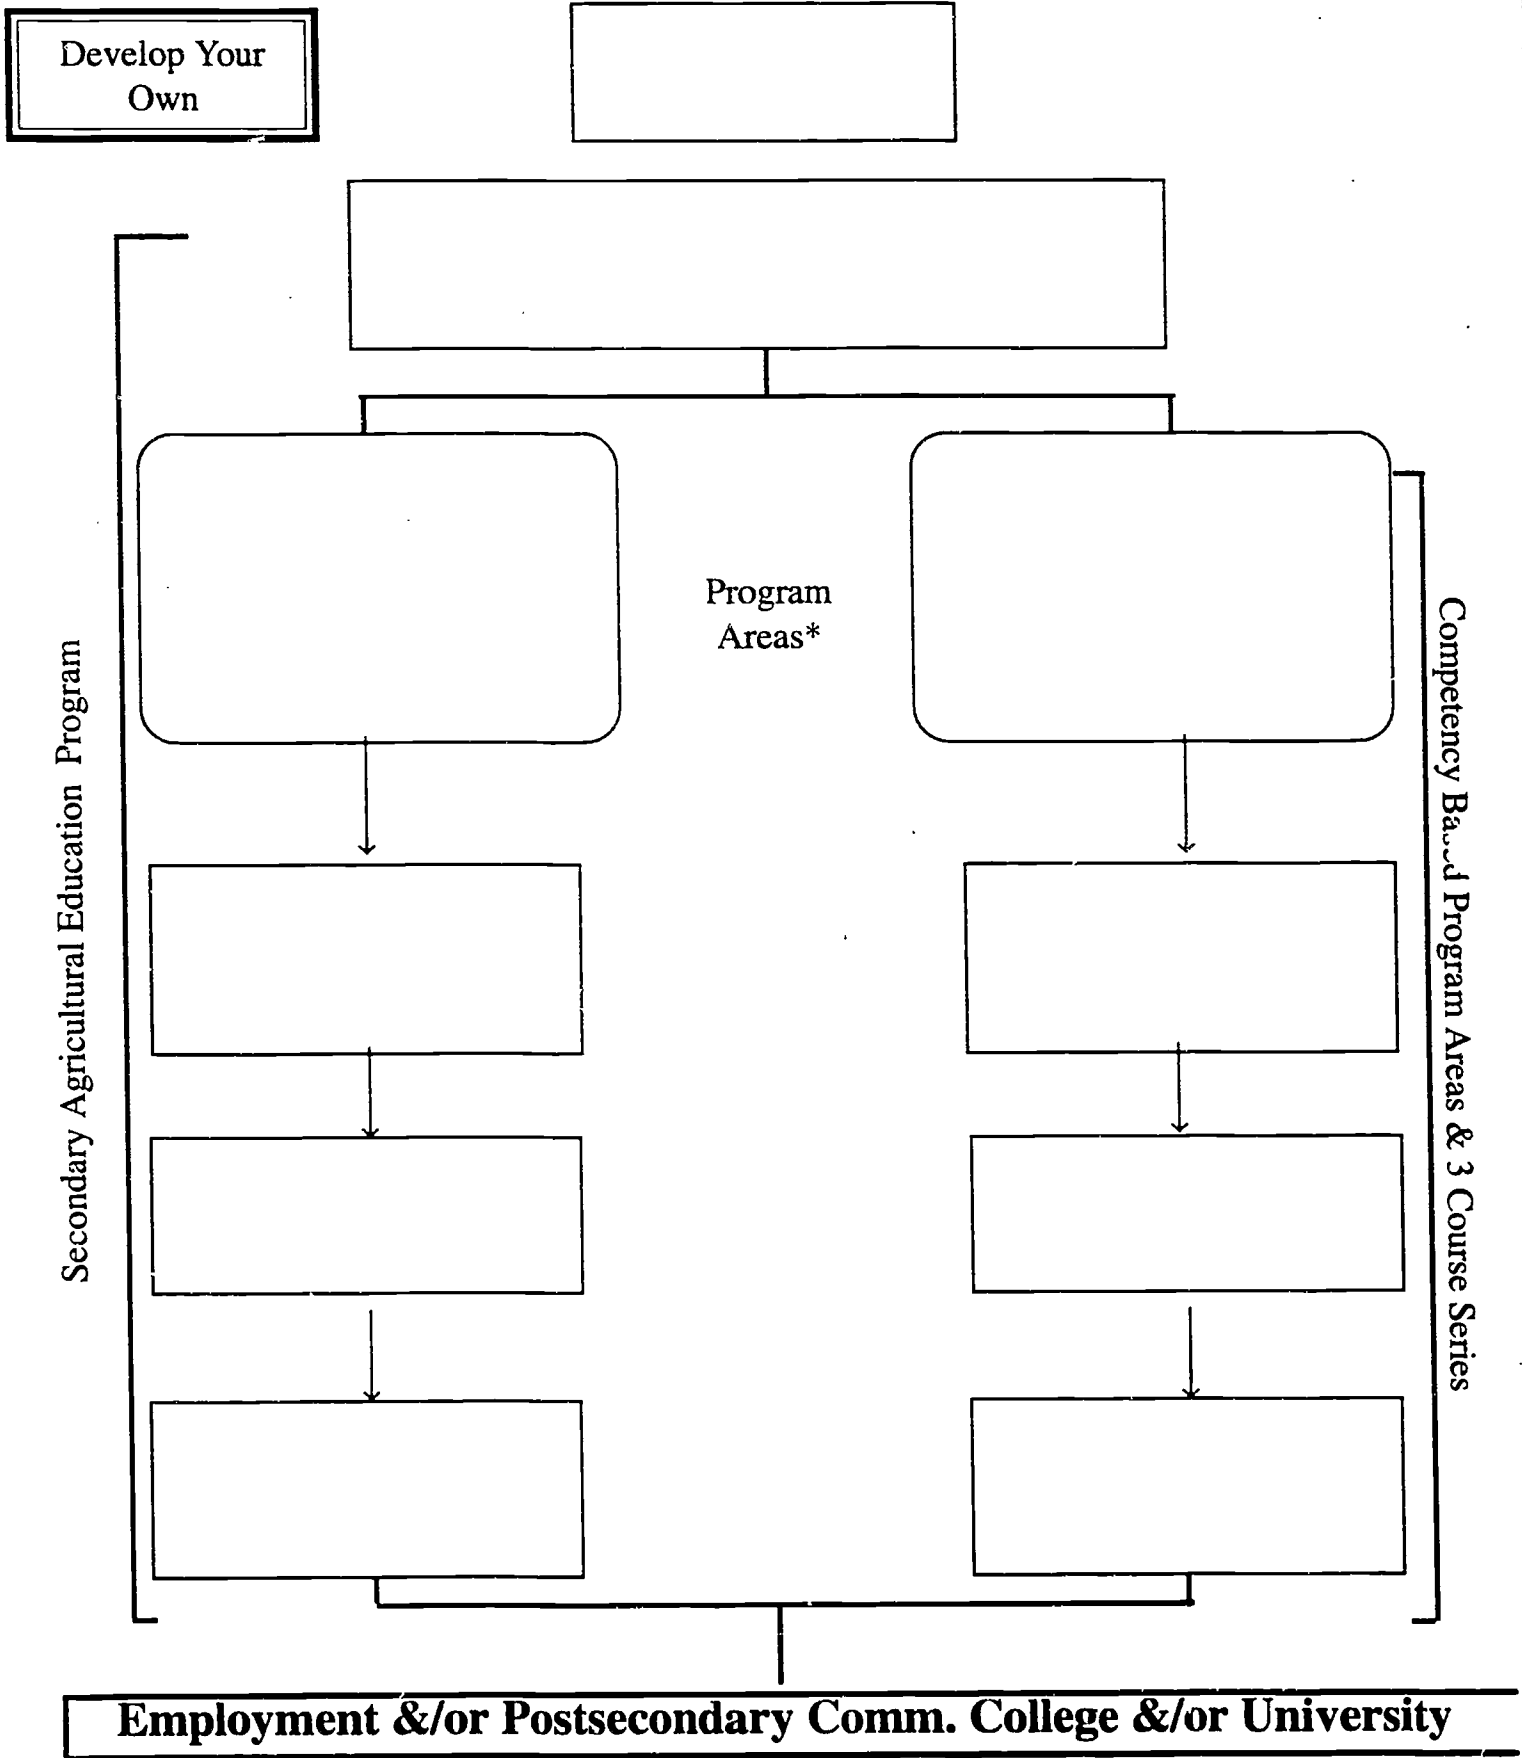 Develop Your
Own
Program
Areas*
Secondary Agricultural Education Program
Competency Program Areas & 3 Course Series
Employment &/or Postsecondary Comm. College &/or University